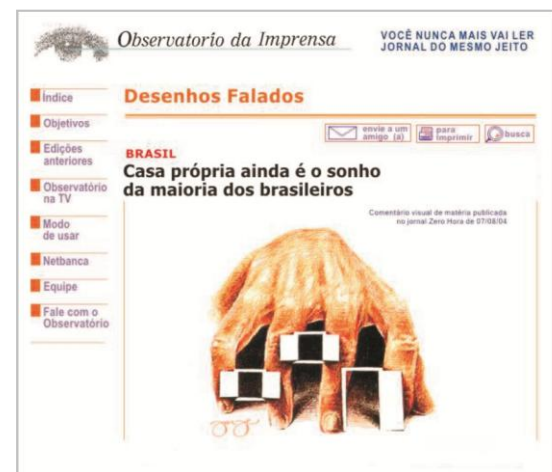 Observatorio da Imprensa
VOCÊ NUNCA MAIS VAI LER
JORNAL DO MESMO JEITO
Índice
Objetivos
Edições
anteriores
Observatório
na TV
Modo
de usar
Netbanca
Equipe
Fale com o
Observatório
Desenhos Falados
envie a um
amigo (a)
para
imprimir
busca
BRASIL
Casa própria ainda é o sonho
da maioria dos brasileiros
Comentário visual de matéria publicada
no jornal Zero Hora de 07/08/04